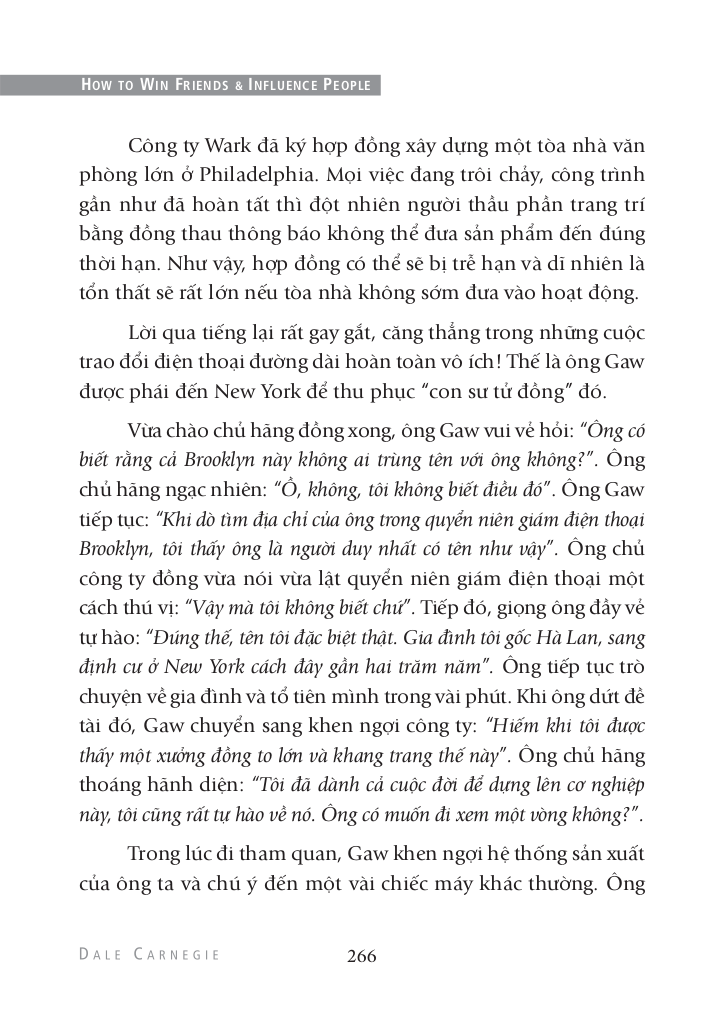 HOW TO WIN FRIENDS & INFLUENCE PEOPLE
Công ty Wark đã ký hợp đồng xây dựng một tòa nhà văn
phòng lớn ở Philadelphia. Mọi việc đang trôi chảy, công trình
gần như đã hoàn tất thì đột nhiên người thầu phần trang trí
bằng đồng thau thông báo không thể đưa sản phẩm đến đúng
thời hạn. Như vậy, hợp đồng có thể sẽ bị trễ hạn và dĩ nhiên là
tổn thất sẽ rất lớn nếu tòa nhà không sớm đưa vào hoạt động.
Lời qua tiếng lại rất gay gắt, căng thẳng trong những cuộc
trao đổi điện thoại đường dài hoàn toàn vô ích! Thế là ông Gaw
được phái đến New York để thu phục “con sư tử đồng” đó.
Vừa chào chủ hãng đồng xong, ông Gaw vui vẻ hỏi: “Ông có
biết rằng cả Brooklyn này không ai trùng tên với ông không?”. Ông
chủ hãng ngạc nhiên: “Ồ, không, tôi không biết điều đó”. Ông Gaw
tiếp tục: “Khi dò tìm địa chỉ của ông trong quyển niên giám điện thoại
Brooklyn, tôi thấy ông là người duy nhất có tên như vậy”. Ông chủ
công ty đồng vừa nói vừa lật quyển niên giám điện thoại một
cách thú vị: “Vậy mà tôi không biết chứ”. Tiếp đó, giọng ông đầy vẻ
tự hào: “Đúng thế, tên tôi đặc biệt thật. Gia đình tôi gốc Hà Lan, sang
định cư ở New York cách đây gần hai trăm năm”. Ông tiếp tục trò
chuyện về gia đình và tổ tiên mình trong vài phút. Khi ông dứt đề
tài đó, Gaw chuyển sang khen ngợi công ty: “Hiếm khi tôi được
thấy một xưởng đồng to lớn và khang trang thế này”. Ông chủ hãng
thoáng hãnh diện: “Tôi đã dành cả cuộc đời để dựng lên cơ nghiệp
này, tôi cũng rất tự hào về nó. Ông có muốn đi xem một vòng không?”.
Trong lúc đi tham quan, Gaw khen ngợi hệ thống sản xuất
của ông ta và chú ý đến một vài chiếc máy khác thường. Ông
DALE CARNEGIE
266